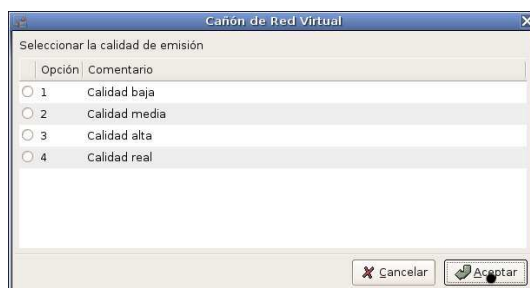 Cañón de Red Virtual
Seleccionar la calidad de emisión
Opción Comentario
1 Calidad baja
2 Calidad media
3 Calidad alta
4 Calidad real
Cancelar Aceptar